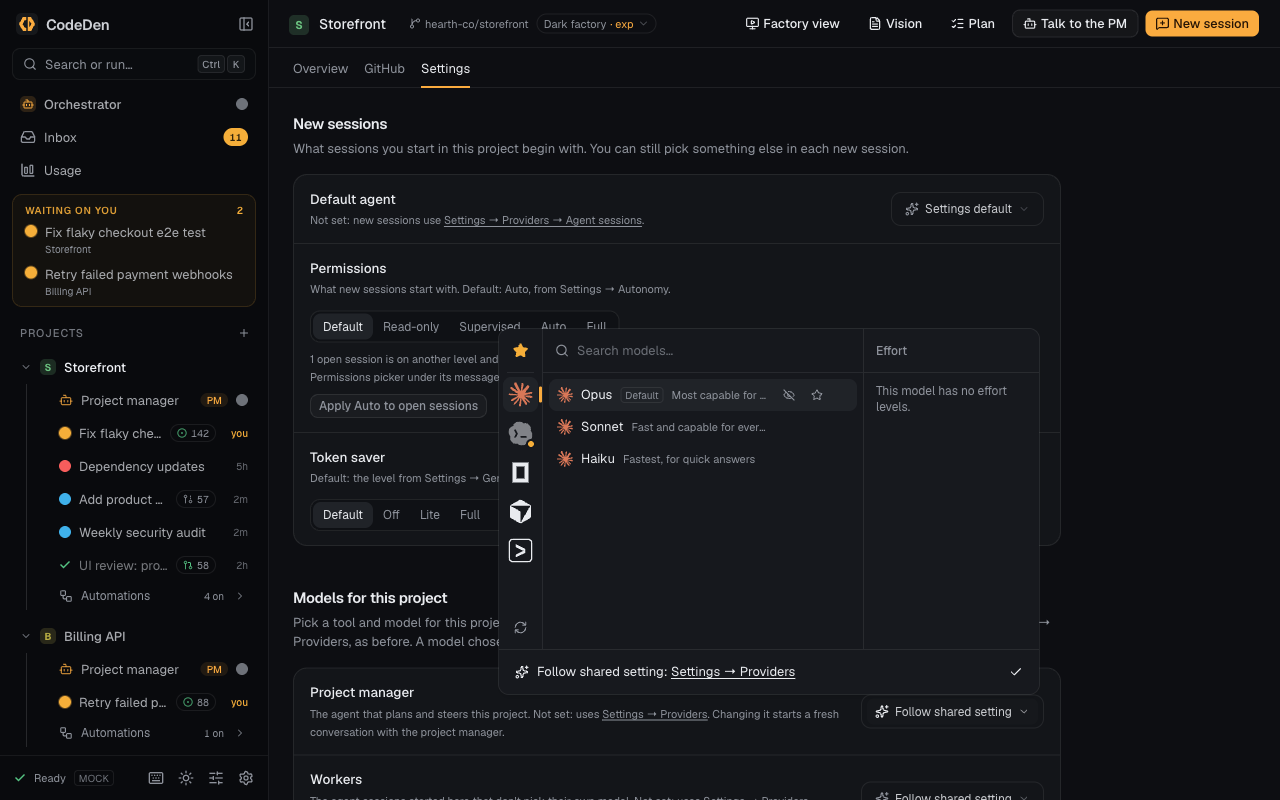 CodeDen
Search or run…
Ctrl K
Orchestrator
Inbox
11
Usage
WAITING ON YOU
2
Fix flaky checkout e2e test
Storefront
Retry failed payment webhooks
Billing API
PROJECTS
S Storefront
Project manager PM
Fix flaky che… 142 you
Dependency updates 5h
Add product … 57 2m
Weekly security audit 2m
UI review: pro… 58 2h
Automations 4 on
B Billing API
Project manager PM
Retry failed p… 88 you
Automations 1 on
Ready MOCK
S Storefront
hearth-co/storefront
Dark factory · exp
Factory view
Vision
Plan
Talk to the PM
New session
Overview
GitHub
Settings
New sessions
What sessions you start in this project begin with. You can still pick something else in each new session.
Default agent
Not set: new sessions use Settings → Providers → Agent sessions.
Settings default
Permissions
What new sessions start with. Default: Auto, from Settings → Autonomy.
Default Read-only Supervised Auto Full
1 open session is on another level and
Permissions picker under its message
Apply Auto to open sessions
Token saver
Default: the level from Settings → Ger
Default Off Lite Full
Search models…
Effort
Opus Default Most capable for …
Sonnet Fast and capable for ever…
Haiku Fastest, for quick answers
This model has no effort
levels.
Follow shared setting: Settings → Providers
Models for this project
Pick a tool and model for this proje
→
Providers, as before. A model chose
Project manager
The agent that plans and steers this project. Not set: uses Settings → Providers. Changing it starts a fresh
conversation with the project manager.
Follow shared setting
Workers
Follow shared setting